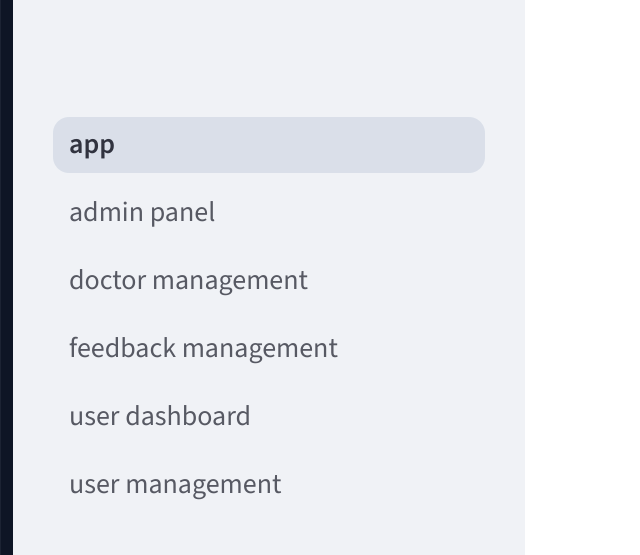 app
admin panel
doctor management
feedback management
user dashboard
user management